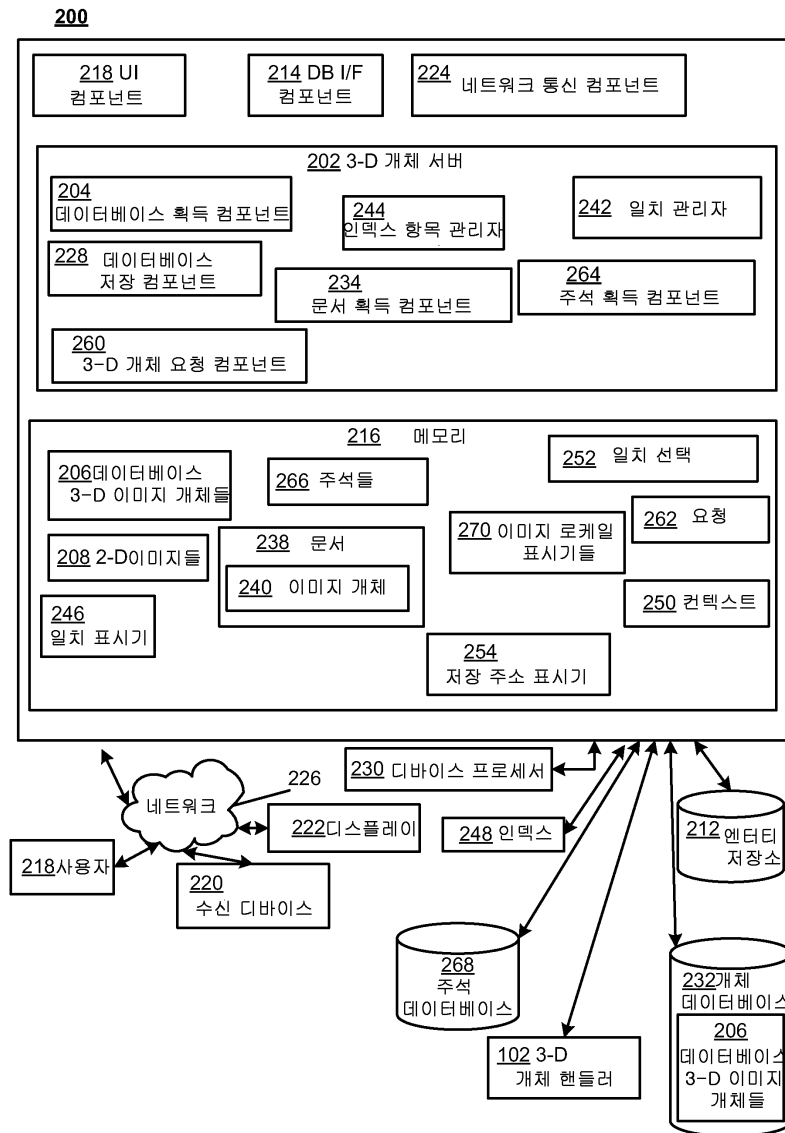 200
218 UI
컴포넌트
214 DB I/F
컴포넌트
224 네트워크 통신 컴포넌트
202 3-D 개체 서버
204
데이터베이스 획득 컴포넌트
244
인덱스 항목 관리자
242 일치 관리자
228 데이터베이스
저장 컴포넌트
234
문서 획득 컴포넌트
264
주석 획득 컴포넌트
260
3-D 개체 요청 컴포넌트
216 메모리
206데이터베이스
3-D 이미지 개체들
266 주석들
252 일치 선택
208 2-D이미지들
238 문서
240 이미지 개체
270 이미지 로케일
표시기들
262 요청
246
일치 표시기
250 컨텍스트
254
저장 주소 표시기
네트워크
226
230 디바이스 프로세서
222디스플레이
248 인덱스
212 엔터티
저장소
218사용자
220
수신 디바이스
268
주석
데이터베이스
232개체
데이터베이스
206
데이터베이스
3-D 이미지
개체들
102 3-D
개체 핸들러